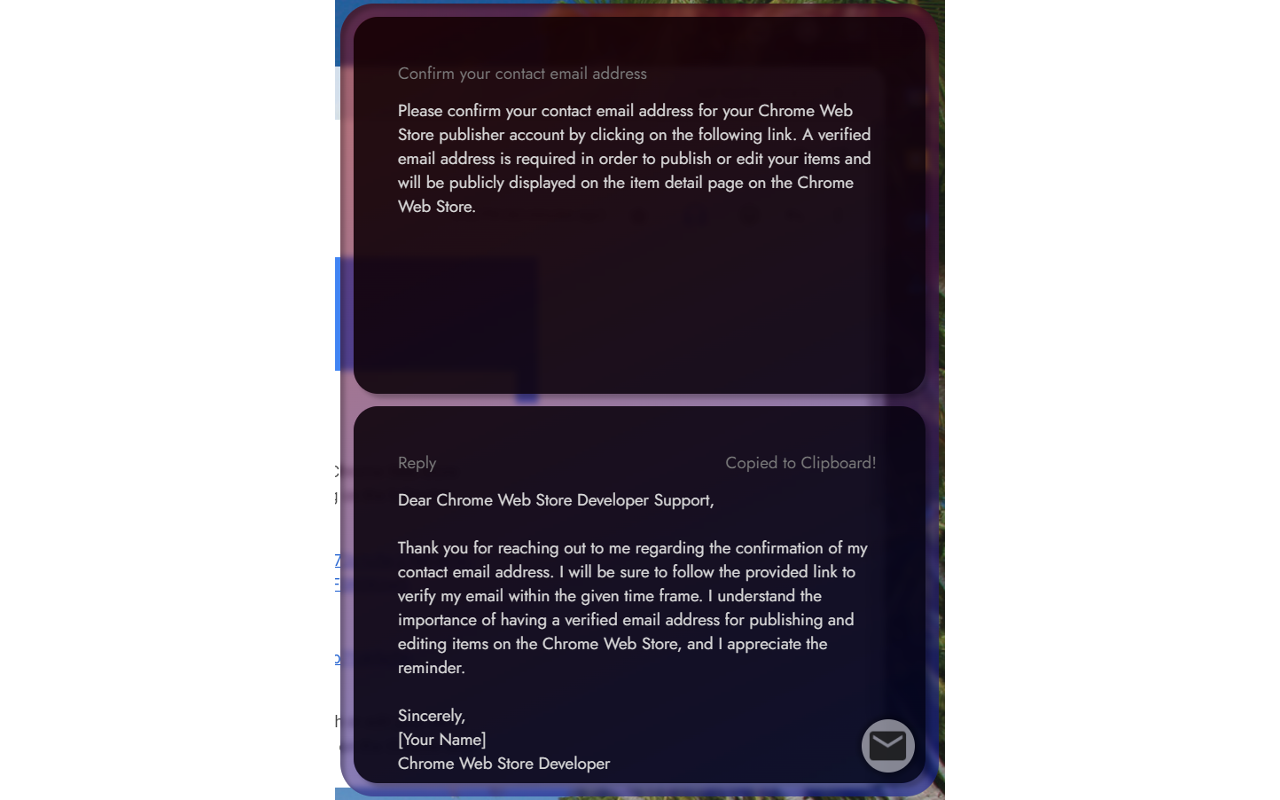 Confirm your contact email address
Please confirm your contact email address for your Chrome Web
Store publisher account by clicking on the following link. A verified
email address is required in order to publish or edit your items and
will be publicly displayed on the item detail page on the Chrome
Web Store.
Reply
Copied to Clipboard!
Dear Chrome Web Store Developer Support,
Thank you for reaching out to me regarding the confirmation of my
contact email address. I will be sure to follow the provided link to
verify my email within the given time frame. I understand the
importance of having a verified email address for publishing and
editing items on the Chrome Web Store, and I appreciate the
reminder.
Sincerely,
[Your Name]
Chrome Web Store Developer